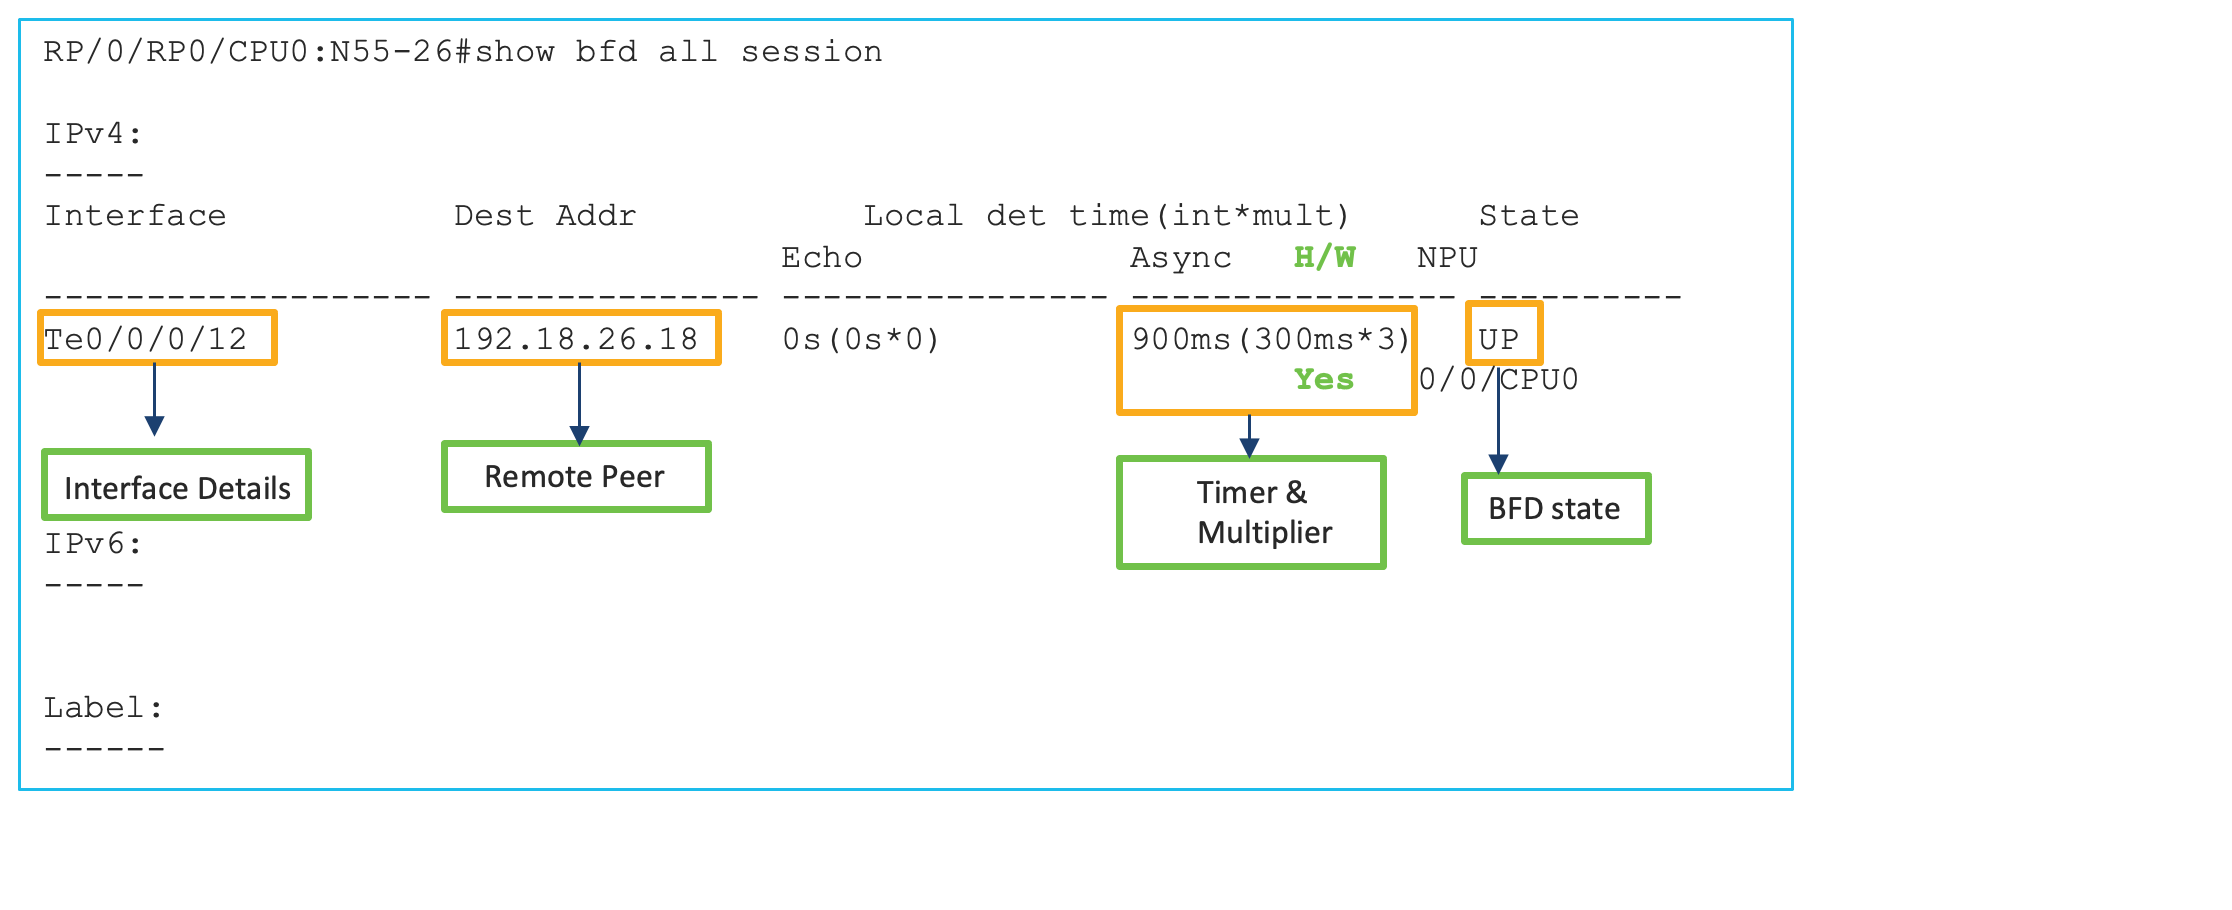 RP/0/RP0/CPU0:N55-26#show bfd all session
IPv4:
-----
Interface Dest Addr Local det time(int*mult) State
Echo Async H/W NPU
------------------- --------------- ---------------- ---------------- ----------
Te0/0/0/12 192.18.26.18 0s(0s*0) 900ms(300ms*3) UP
Yes 0/0/CPU0
Interface Details
Remote Peer
Timer &
Multiplier
BFD state
IPv6:
-----
Label:
------